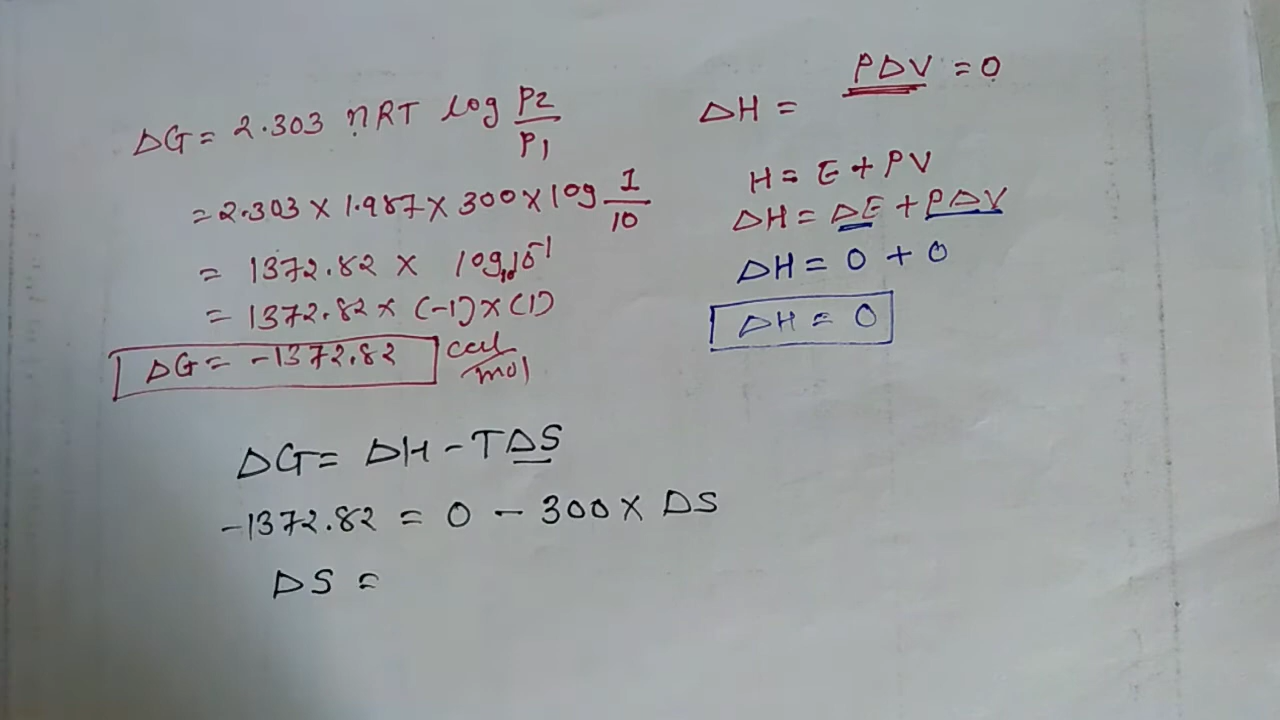 ΔG = 2.303 nRT log P2/P1
= 2.303 × 1.987 × 300 × log 1/10
= 1372.82 × log₁₀10⁻¹
= 1372.82 × (-1) × (1)
ΔG = -1372.82 cal/mol
PΔV = 0
ΔH =
H = E + PV
ΔH = ΔE + PΔV
ΔH = 0 + 0
ΔH = 0
ΔG = ΔH - TΔS
-1372.82 = 0 - 300 × ΔS
ΔS =